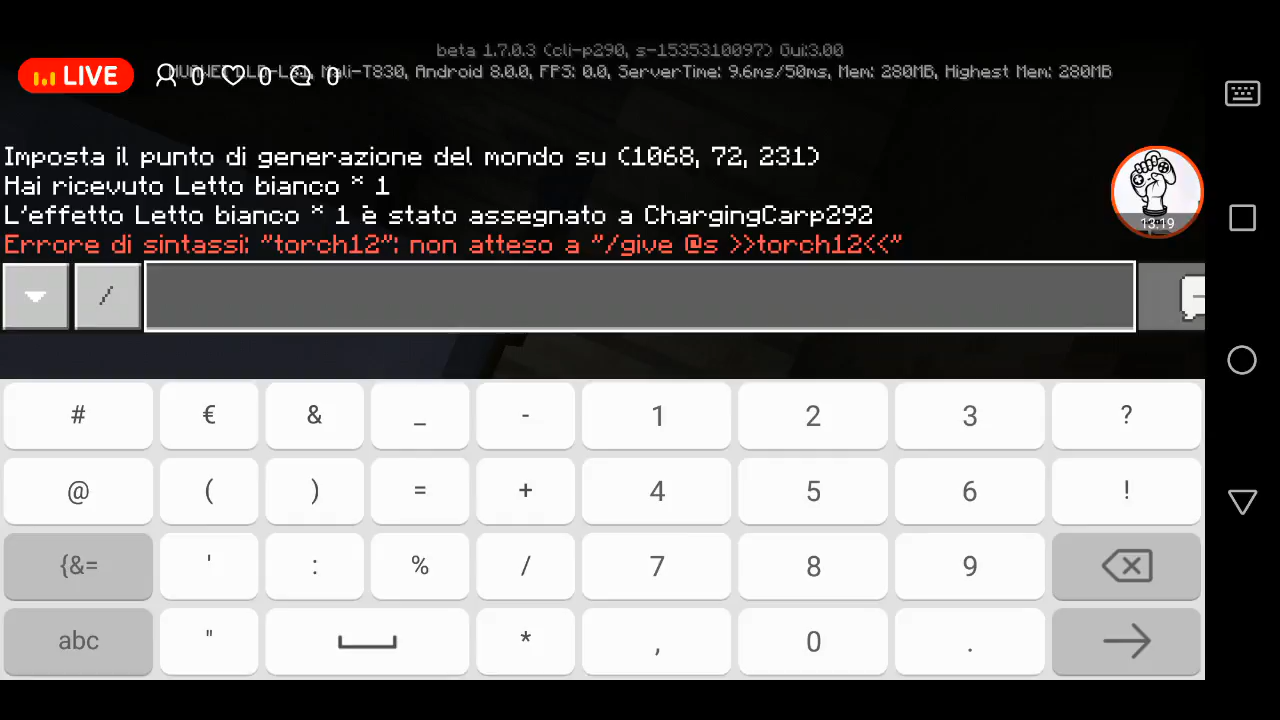 beta 1.7.0.3 (cli-p290, s-1535310097) Gui:3.00
LIVE 0 0 0
Mali-T830, Android 8.0.0, FPS: 0.0, ServerTime: 9.6ms/50ms, Mem: 280MB, Highest Mem: 280MB
Imposta il punto di generazione del mondo su (1068, 72, 231)
Hai ricevuto Letto bianco * 1
L'effetto Letto bianco * 1 è stato assegnato a ChargingCarp292
13:19
Errore di sintassi: "torch12": non atteso a "/give @s >>torch12<<"
/
# € & _ - 1 2 3 ?
@ ( ) = + 4 5 6 !
{&= ' : % / 7 8 9
abc " * , 0 .